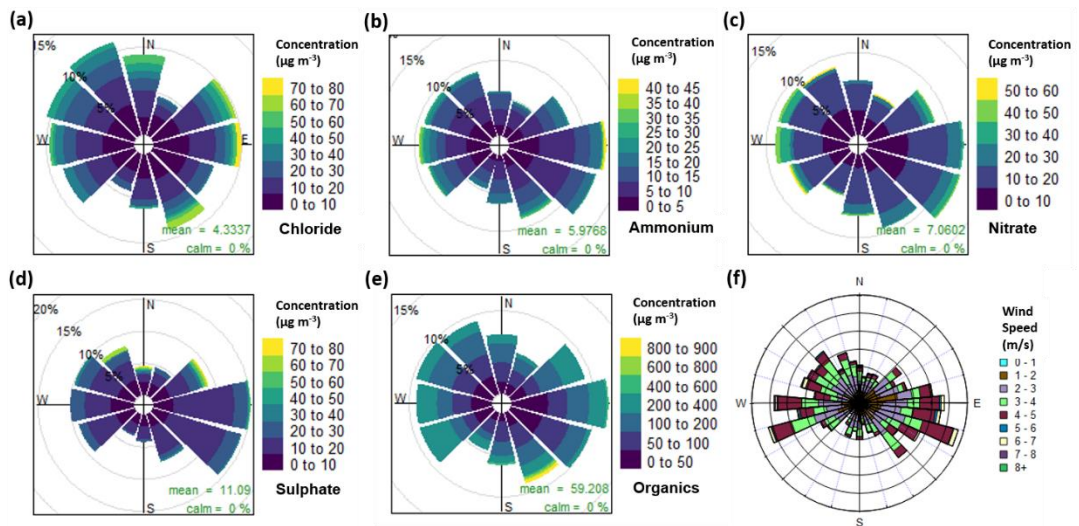 (a)
15%
10%
5%
N
W
E
S
Concentration
(µg m⁻³)
70 to 80
60 to 70
50 to 60
40 to 50
30 to 40
20 to 30
10 to 20
0 to 10
mean = 4.3337
calm = 0 %
Chloride
(b)
15%
10%
5%
N
W
S
Concentration
(µg m⁻³)
40 to 45
35 to 40
30 to 35
25 to 30
20 to 25
15 to 20
10 to 15
5 to 10
0 to 5
mean = 5.9768
calm = 0 %
Ammonium
(c)
15%
10%
5%
N
W
S
Concentration
(µg m⁻³)
50 to 60
40 to 50
30 to 40
20 to 30
10 to 20
0 to 10
mean = 7.0602
calm = 0 %
Nitrate
(d)
20%
15%
10%
5%
N
W
S
Concentration
(µg m⁻³)
70 to 80
60 to 70
50 to 60
40 to 50
30 to 40
20 to 30
10 to 20
0 to 10
mean = 11.09
calm = 0 %
Sulphate
(e)
15%
10%
5%
N
W
S
Concentration
(µg m⁻³)
800 to 900
600 to 800
400 to 600
200 to 400
100 to 200
50 to 100
0 to 50
mean = 59.208
calm = 0 %
Organics
(f)
N
W
E
S
Wind
Speed
(m/s)
0 - 1
1 - 2
2 - 3
3 - 4
4 - 5
5 - 6
6 - 7
7 - 8
8+